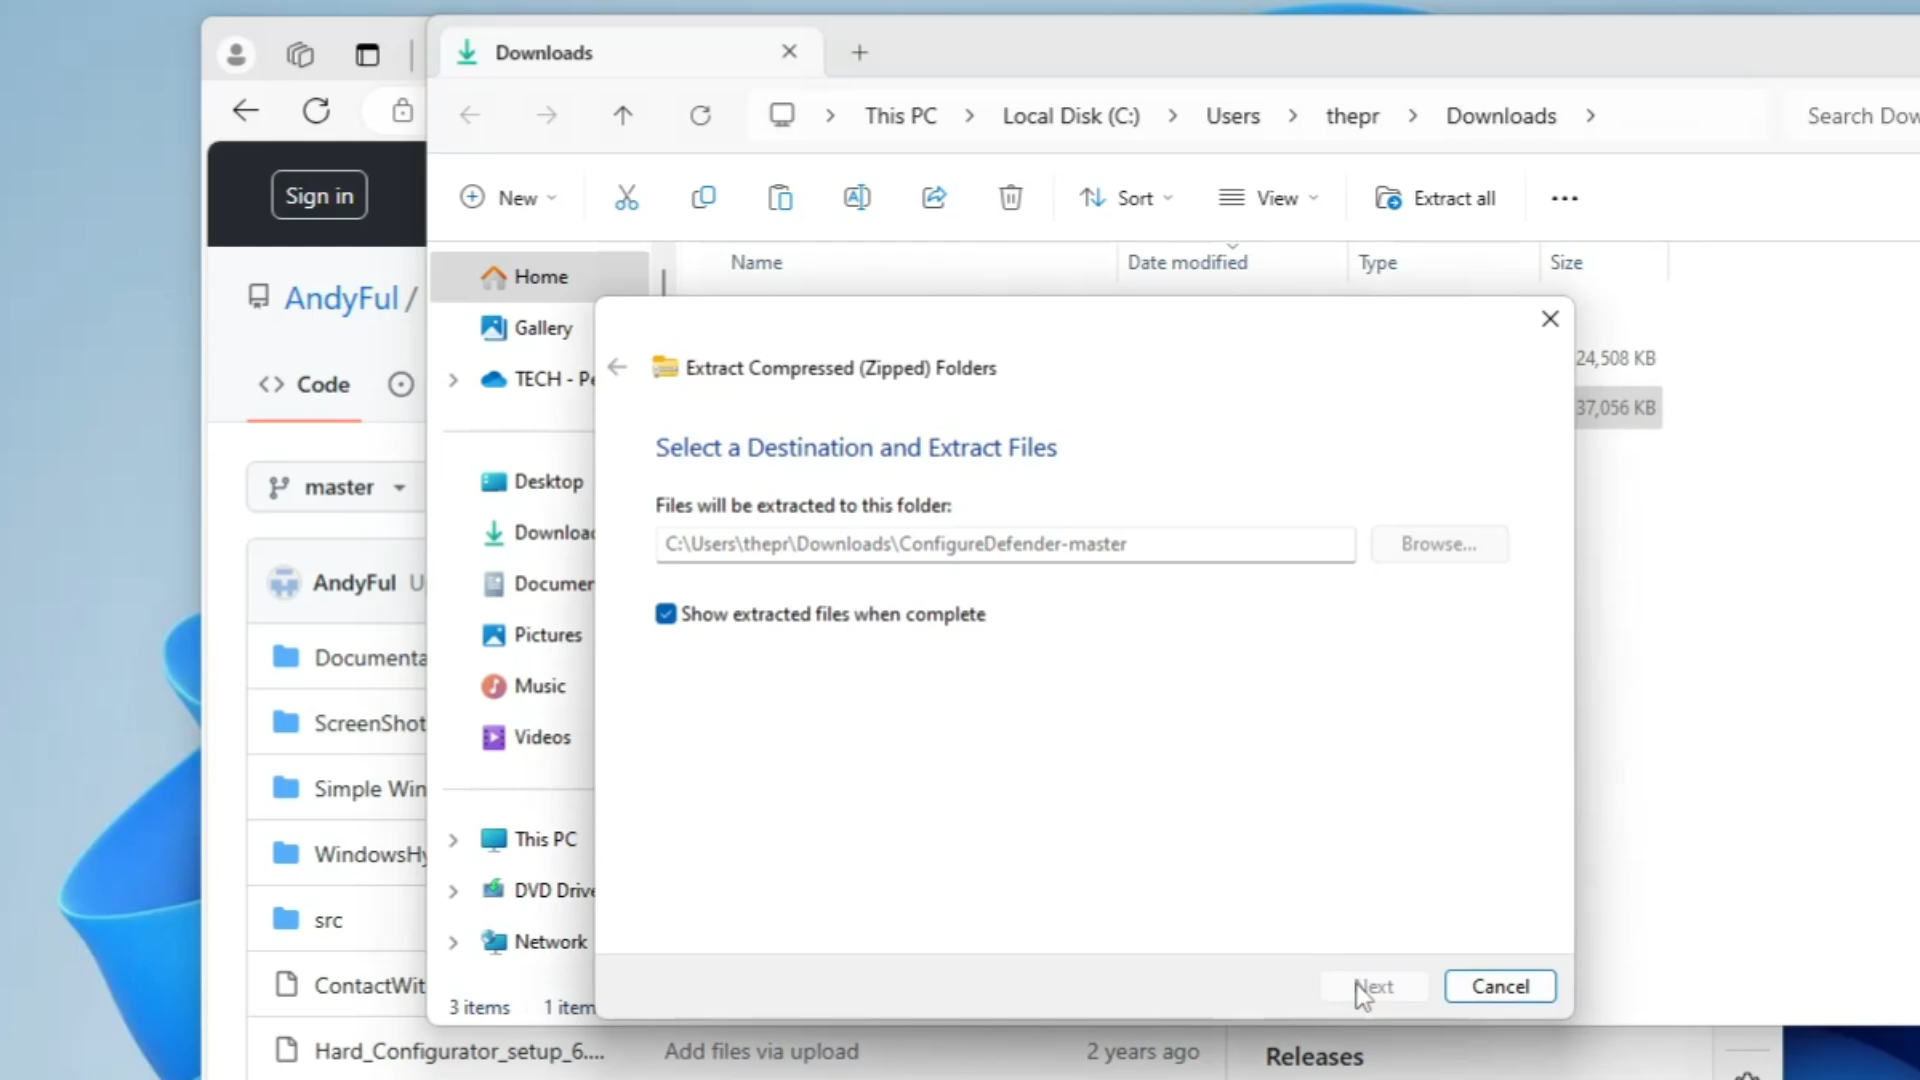 Downloads
This PC > Local Disk (C:) > Users > thepr > Downloads >
Search Dow
Sign in
New
Sort
View
Extract all
Home
Name
Date modified
Type
Size
AndyFul /
Gallery
24,508 KB
Extract Compressed (Zipped) Folders
Code
TECH - Pe
37,056 KB
Select a Destination and Extract Files
master
Desktop
Files will be extracted to this folder:
Download
C:\Users\thepr\Downloads\ConfigureDefender-master
Browse...
AndyFul U
Documen
Show extracted files when complete
Documenta
Pictures
ScreenShot
Music
Simple Win
Videos
WindowsHy
This PC
src
DVD Drive
Network
ContactWit
Next
Cancel
3 items
1 item
Hard_Configurator_setup_6....
Add files via upload
2 years ago
Releases